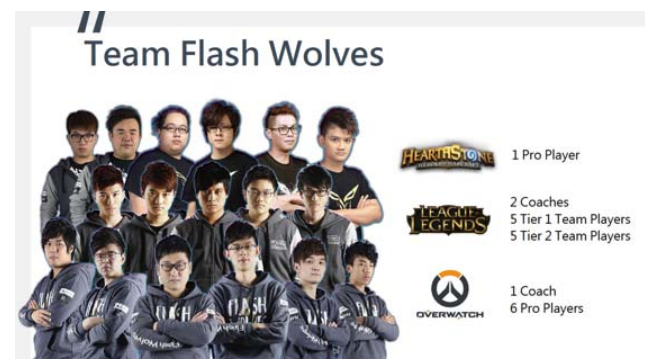 Team Flash Wolves
HEARTHSTONE
1 Pro Player
LEAGUE OF LEGENDS
2 Coaches
5 Tier 1 Team Players
5 Tier 2 Team Players
OVERWATCH
1 Coach
6 Pro Players
FLASH